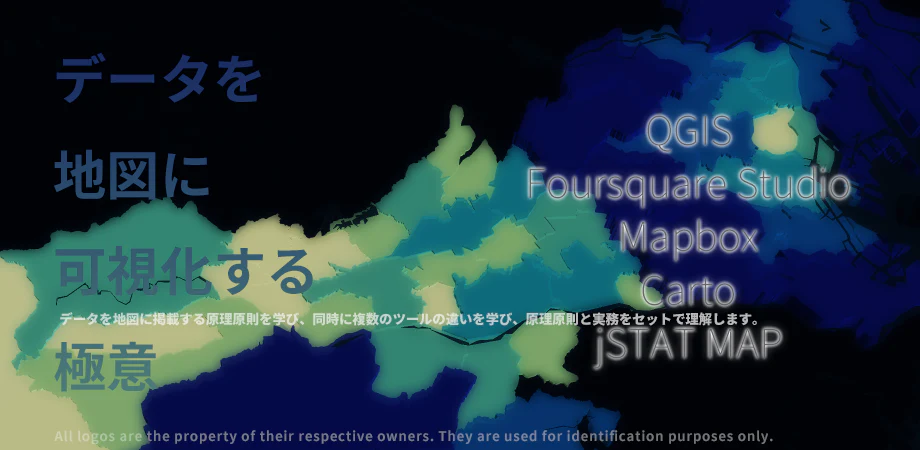 データを
地図に
可視化する
極意
QGIS
Foursquare Studio
Mapbox
Carto
jSTAT MAP
データを地図に掲載する原理原則を学び、同時に複数のツールの違いを学び、原理原則と実務をセットで理解します。
All logos are the property of their respective owners. They are used for identification purposes only.